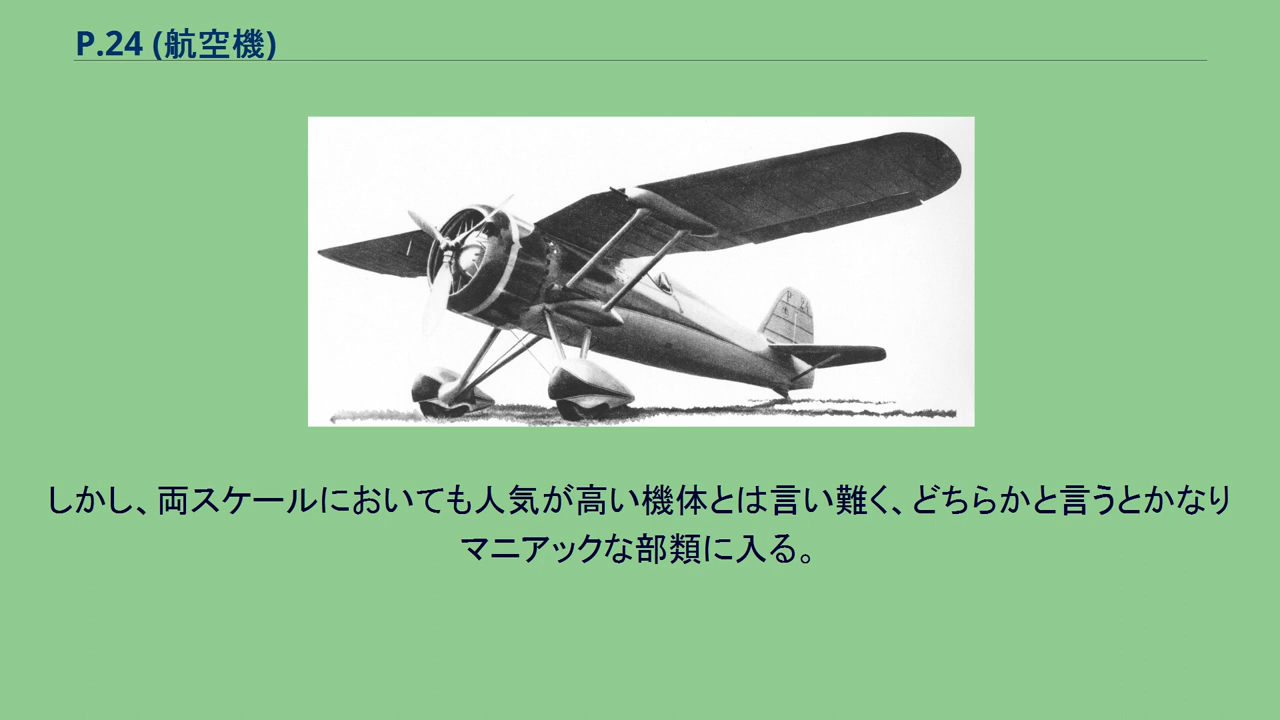 P.24 (航空機)
しかし、両スケールにおいても人気が高い機体とは言い難く、どちらかと言うとかなり
マニアックな部類に入る。